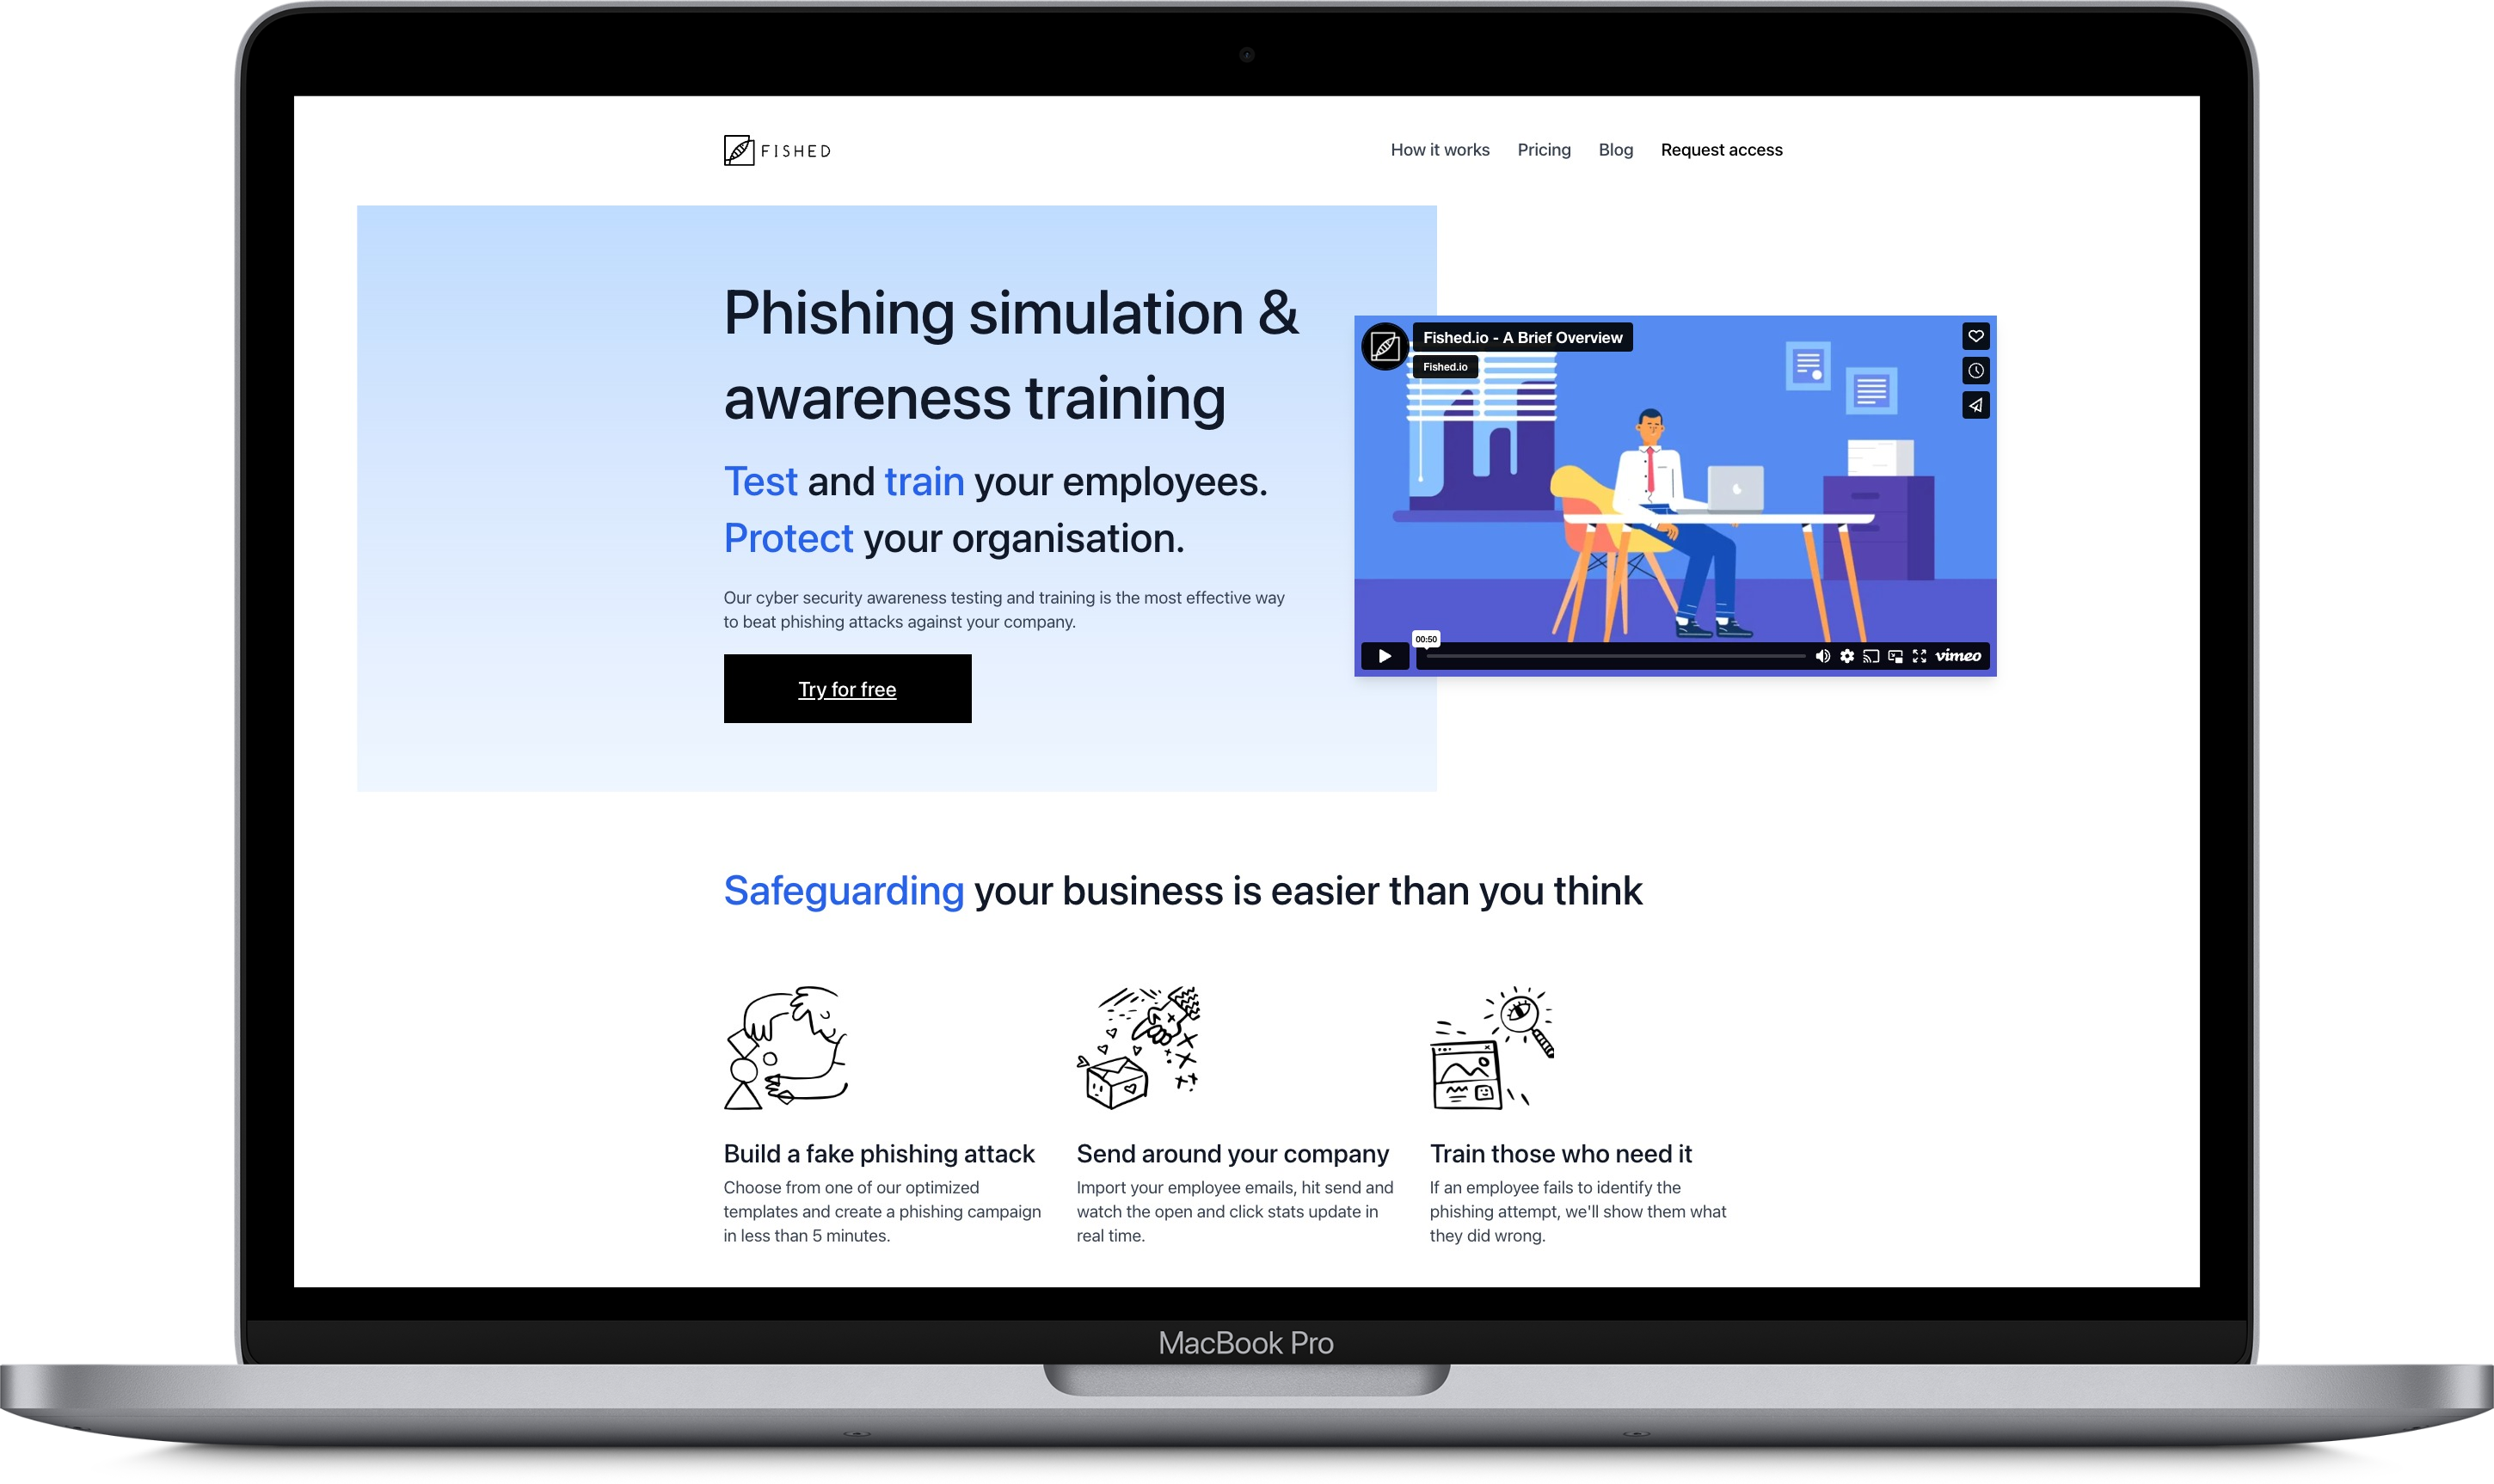 FISHED
How it works Pricing Blog Request access
Phishing simulation &
awareness training
Test and train your employees.
Protect your organisation.
Our cyber security awareness testing and training is the most effective way
to beat phishing attacks against your company.
Try for free
Fished.io - A Brief Overview
Fished.io
00:50
vimeo
Safeguarding your business is easier than you think
Build a fake phishing attack
Choose from one of our optimized
templates and create a phishing campaign
in less than 5 minutes.
Send around your company
Import your employee emails, hit send and
watch the open and click stats update in
real time.
Train those who need it
If an employee fails to identify the
phishing attempt, we'll show them what
they did wrong.
MacBook Pro